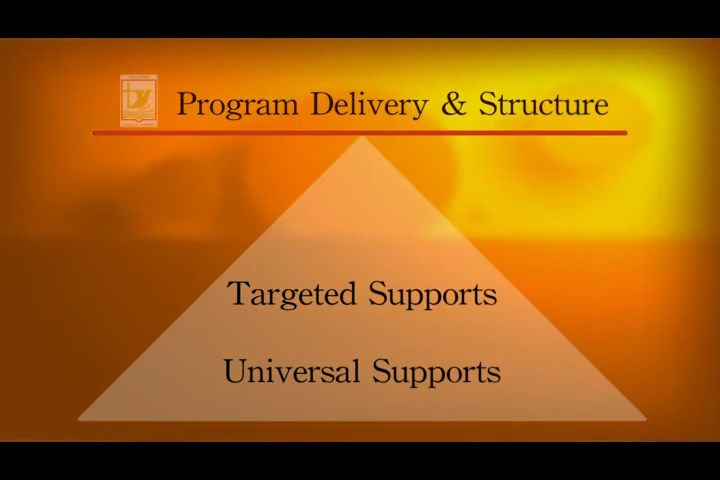 Program Delivery & Structure
Targeted Supports
Universal Supports